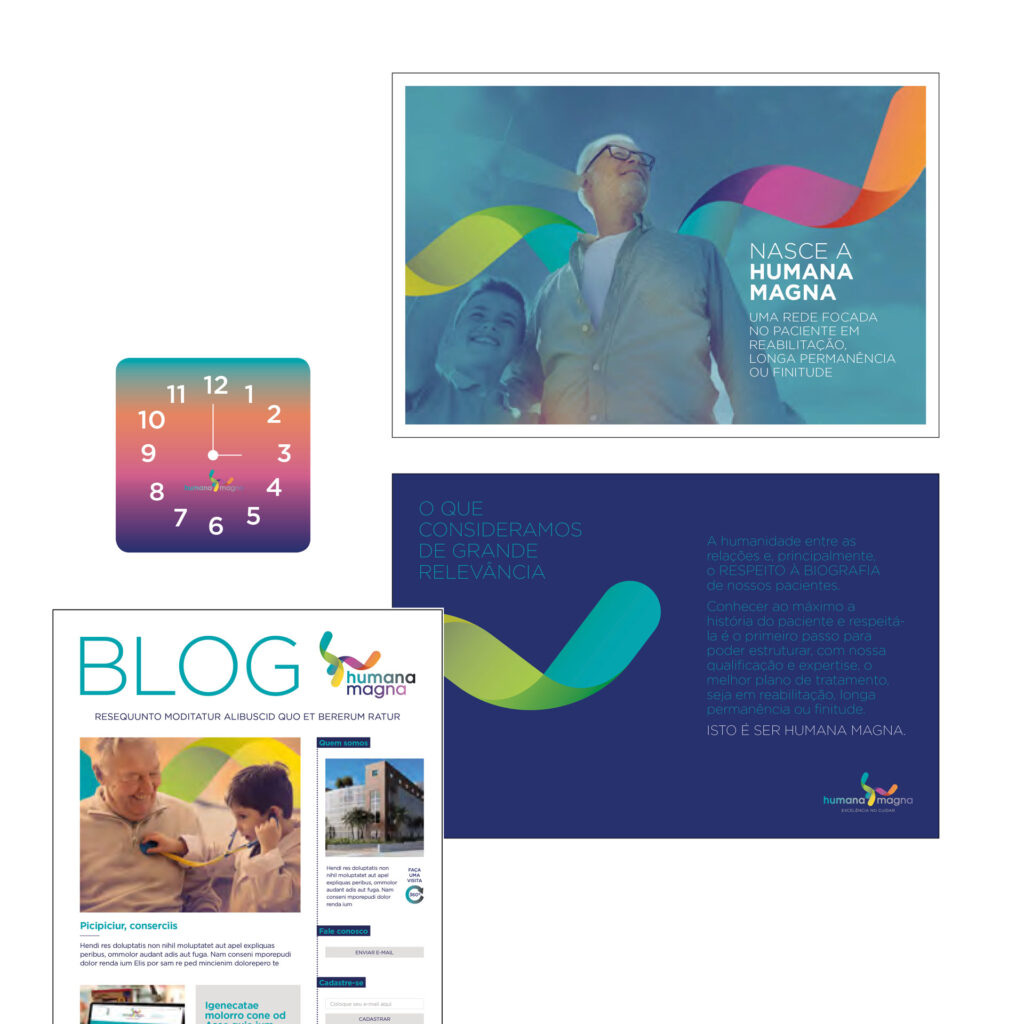 NASCE A
HUMANA
MAGNA
UMA REDE FOCADA
NO PACIENTE EM
REABILITAÇÃO,
LONGA PERMANÊNCIA
OU FINITUDE
12
11
1
10
2
9
3
8
4
7
5
6
humana magna
O QUE
CONSIDERAMOS
DE GRANDE
RELEVÂNCIA
A humanidade entre as
relações e, principalmente,
o RESPEITO À BIOGRAFIA
de nossos pacientes.
Conhecer ao máximo a
história do paciente e respeitá-
la é o primeiro passo para
poder estruturar, com nossa
qualificação e expertise, o
melhor plano de tratamento,
seja em reabilitação, longa
permanência ou finitude.
ISTO É SER HUMANA MAGNA.
humana magna
EXCELÊNCIA NO CUIDAR
BLOG
humana
magna
RESEQUUNTO MODITATUR ALIBUSCID QUO ET BERERUM RATUR
Picipiciur, conserciis
Hendi res doluptatis non nihil moluptatet aut apel expliquas
peribus, ommolor audant adis aut fuga. Nam conseni mporepudi
dolor renda ium Elis por sam re ped mincienim dolorepero te
Igenecatae
molorro cone od
Quem somos
Hendi res doluptatis non
nihil moluptatet aut apel
expliquas peribus, ommolor
audant adis aut fuga. Nam
conseni mporepudi dolor
renda ium
FAÇA
UMA
VISITA
360°
Fale conosco
ENVIAR E-MAIL
Cadastre-se
Coloque seu e-mail aqui
CADASTRAR